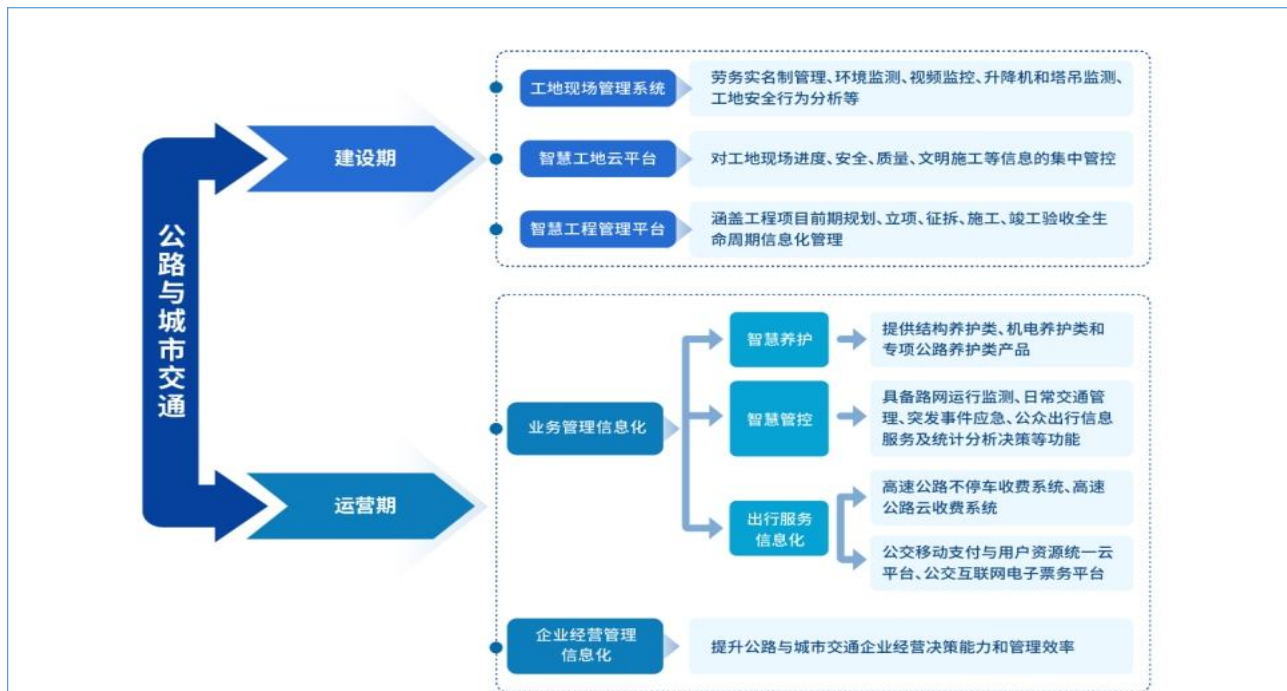 公路与城市交通
建设期
工地现场管理系统
劳务实名制管理、环境监测、视频监控、升降机和塔吊监测、
工地安全行为分析等
智慧工地云平台
对工地现场进度、安全、质量、文明施工等信息的集中管控
智慧工程管理平台
涵盖工程项目前期规划、立项、征拆、施工、竣工验收全生
命周期信息化管理
运营期
业务管理信息化
智慧养护
提供结构养护类、机电养护类和
专项公路养护类产品
智慧管控
具备路网运行监测、日常交通管
理、突发事件应急、公众出行信息
服务及统计分析决策等功能
出行服务
信息化
高速公路不停车收费系统、高速
公路云收费系统
公交移动支付与用户资源统一云
平台、公交互联网电子票务平台
企业经营管理
信息化
提升公路与城市交通企业经营决策能力和管理效率